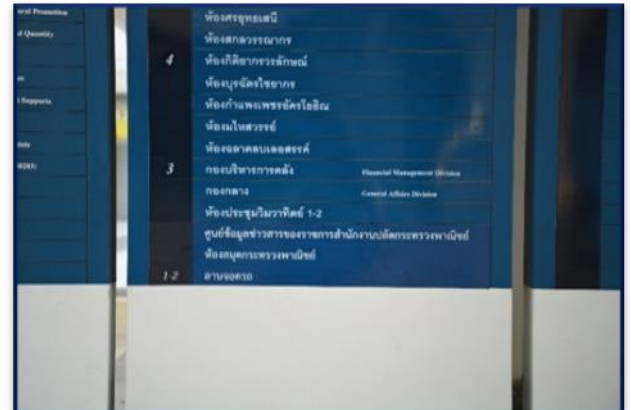 ural Promotion
d Quantity
l Supports
ห้องศรยุทธเสนี
ห้องสกลวรรณากร
4 ห้องกิติยากรวรลักษณ์
ห้องบุรฉัตรไชยากร
ห้องกำแพงเพชรอัครโยธิณ
ห้องมไหสวรรย์
ห้องฉลาดลบเลอสรรค์
3 กองบริหารการคลัง Financial Management Division
กองกลาง General Affairs Division
ห้องประชุมวิมวาทิตย์ 1-2
ศูนย์ข้อมูลข่าวสารของราชการสำนักงานปลัดกระทรวงพาณิชย์
ห้องสมุดกระทรวงพาณิชย์
1-2 ลานจอดรถ